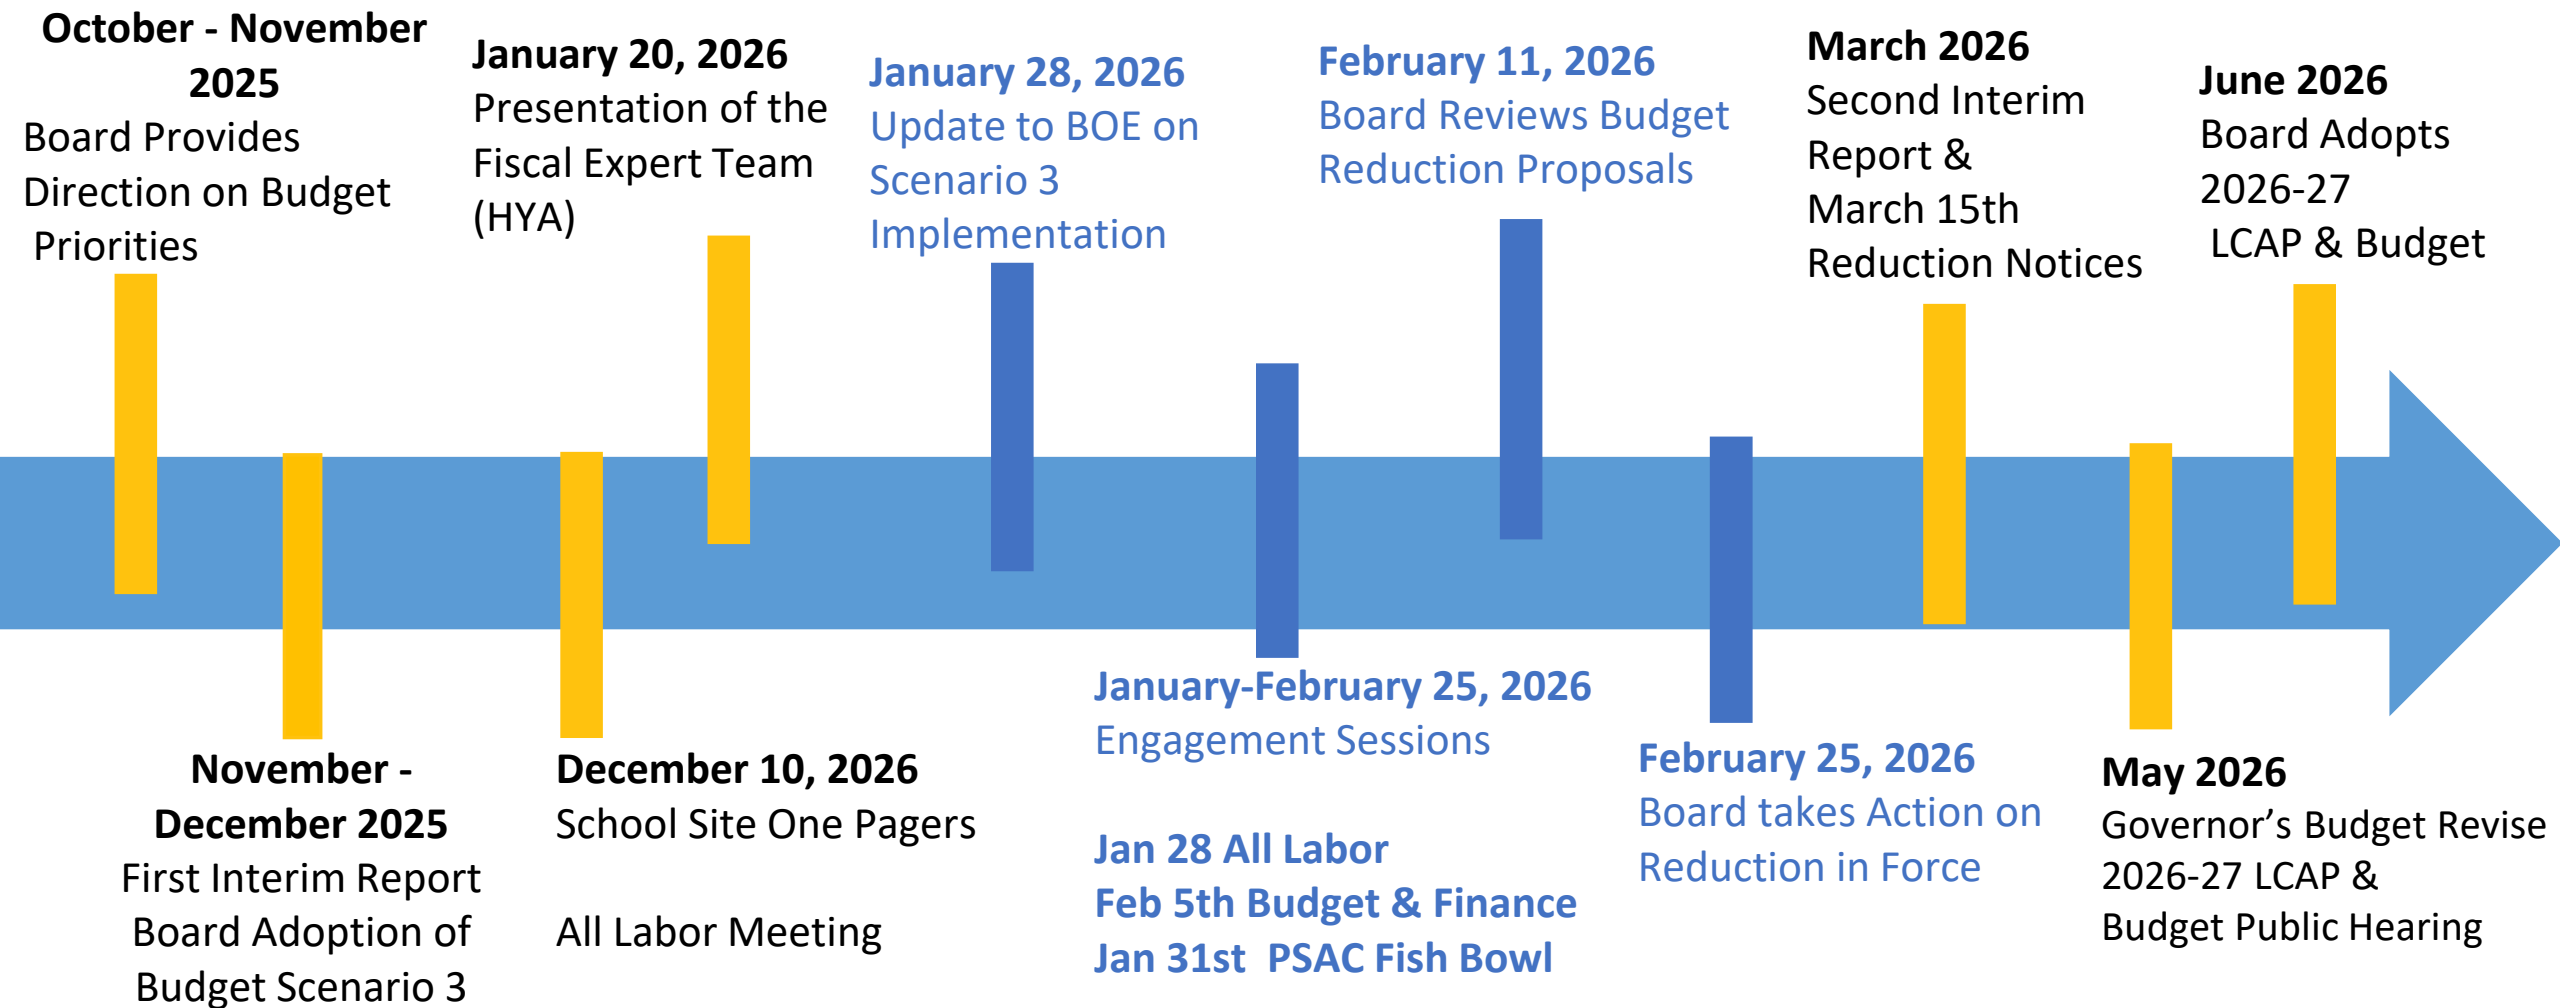 October - November
2025
Board Provides
Direction on Budget
Priorities
November -
December 2025
First Interim Report
Board Adoption of
Budget Scenario 3
December 10, 2026
School Site One Pagers
All Labor Meeting
January 20, 2026
Presentation of the
Fiscal Expert Team
(HYA)
January 28, 2026
Update to BOE on
Scenario 3
Implementation
January-February 25, 2026
Engagement Sessions
Jan 28 All Labor
Feb 5th Budget & Finance
Jan 31st  PSAC Fish Bowl
February 11, 2026
Board Reviews Budget
Reduction Proposals
February 25, 2026
Board takes Action on
Reduction in Force
March 2026
Second Interim
Report &
March 15th
Reduction Notices
May 2026
Governor’s Budget Revise
2026-27 LCAP &
Budget Public Hearing
June 2026
Board Adopts
2026-27
LCAP & Budget